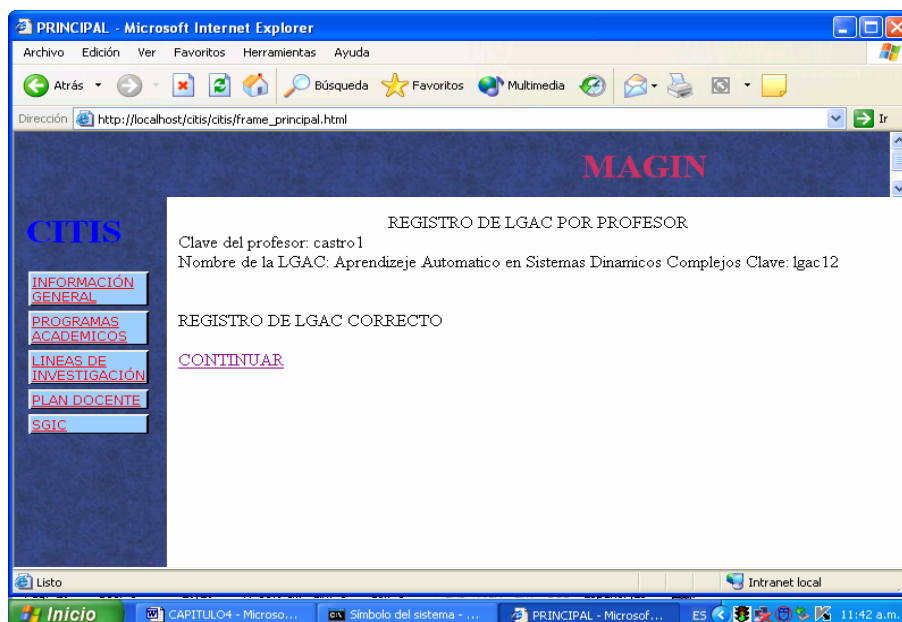 PRINCIPAL - Microsoft Internet Explorer
Archivo Edición Ver Favoritos Herramientas Ayuda
Atrás Búsqueda Favoritos Multimedia
Dirección http://localhost/citis/citis/frame_principal.html Ir
MAGIN
CITIS
INFORMACIÓN
GENERAL
PROGRAMAS
ACADEMICOS
LINEAS DE
INVESTIGACIÓN
PLAN DOCENTE
SGIC
REGISTRO DE LGAC POR PROFESOR
Clave del profesor: castro1
Nombre de la LGAC: Aprendizeje Automatico en Sistemas Dinamicos Complejos Clave: lgac12
REGISTRO DE LGAC CORRECTO
CONTINUAR
Listo Intranet local
Inicio CAPITULO4 - Microso... Símbolo del sistema - ... PRINCIPAL - Microsof... ES 11:42 a.m.